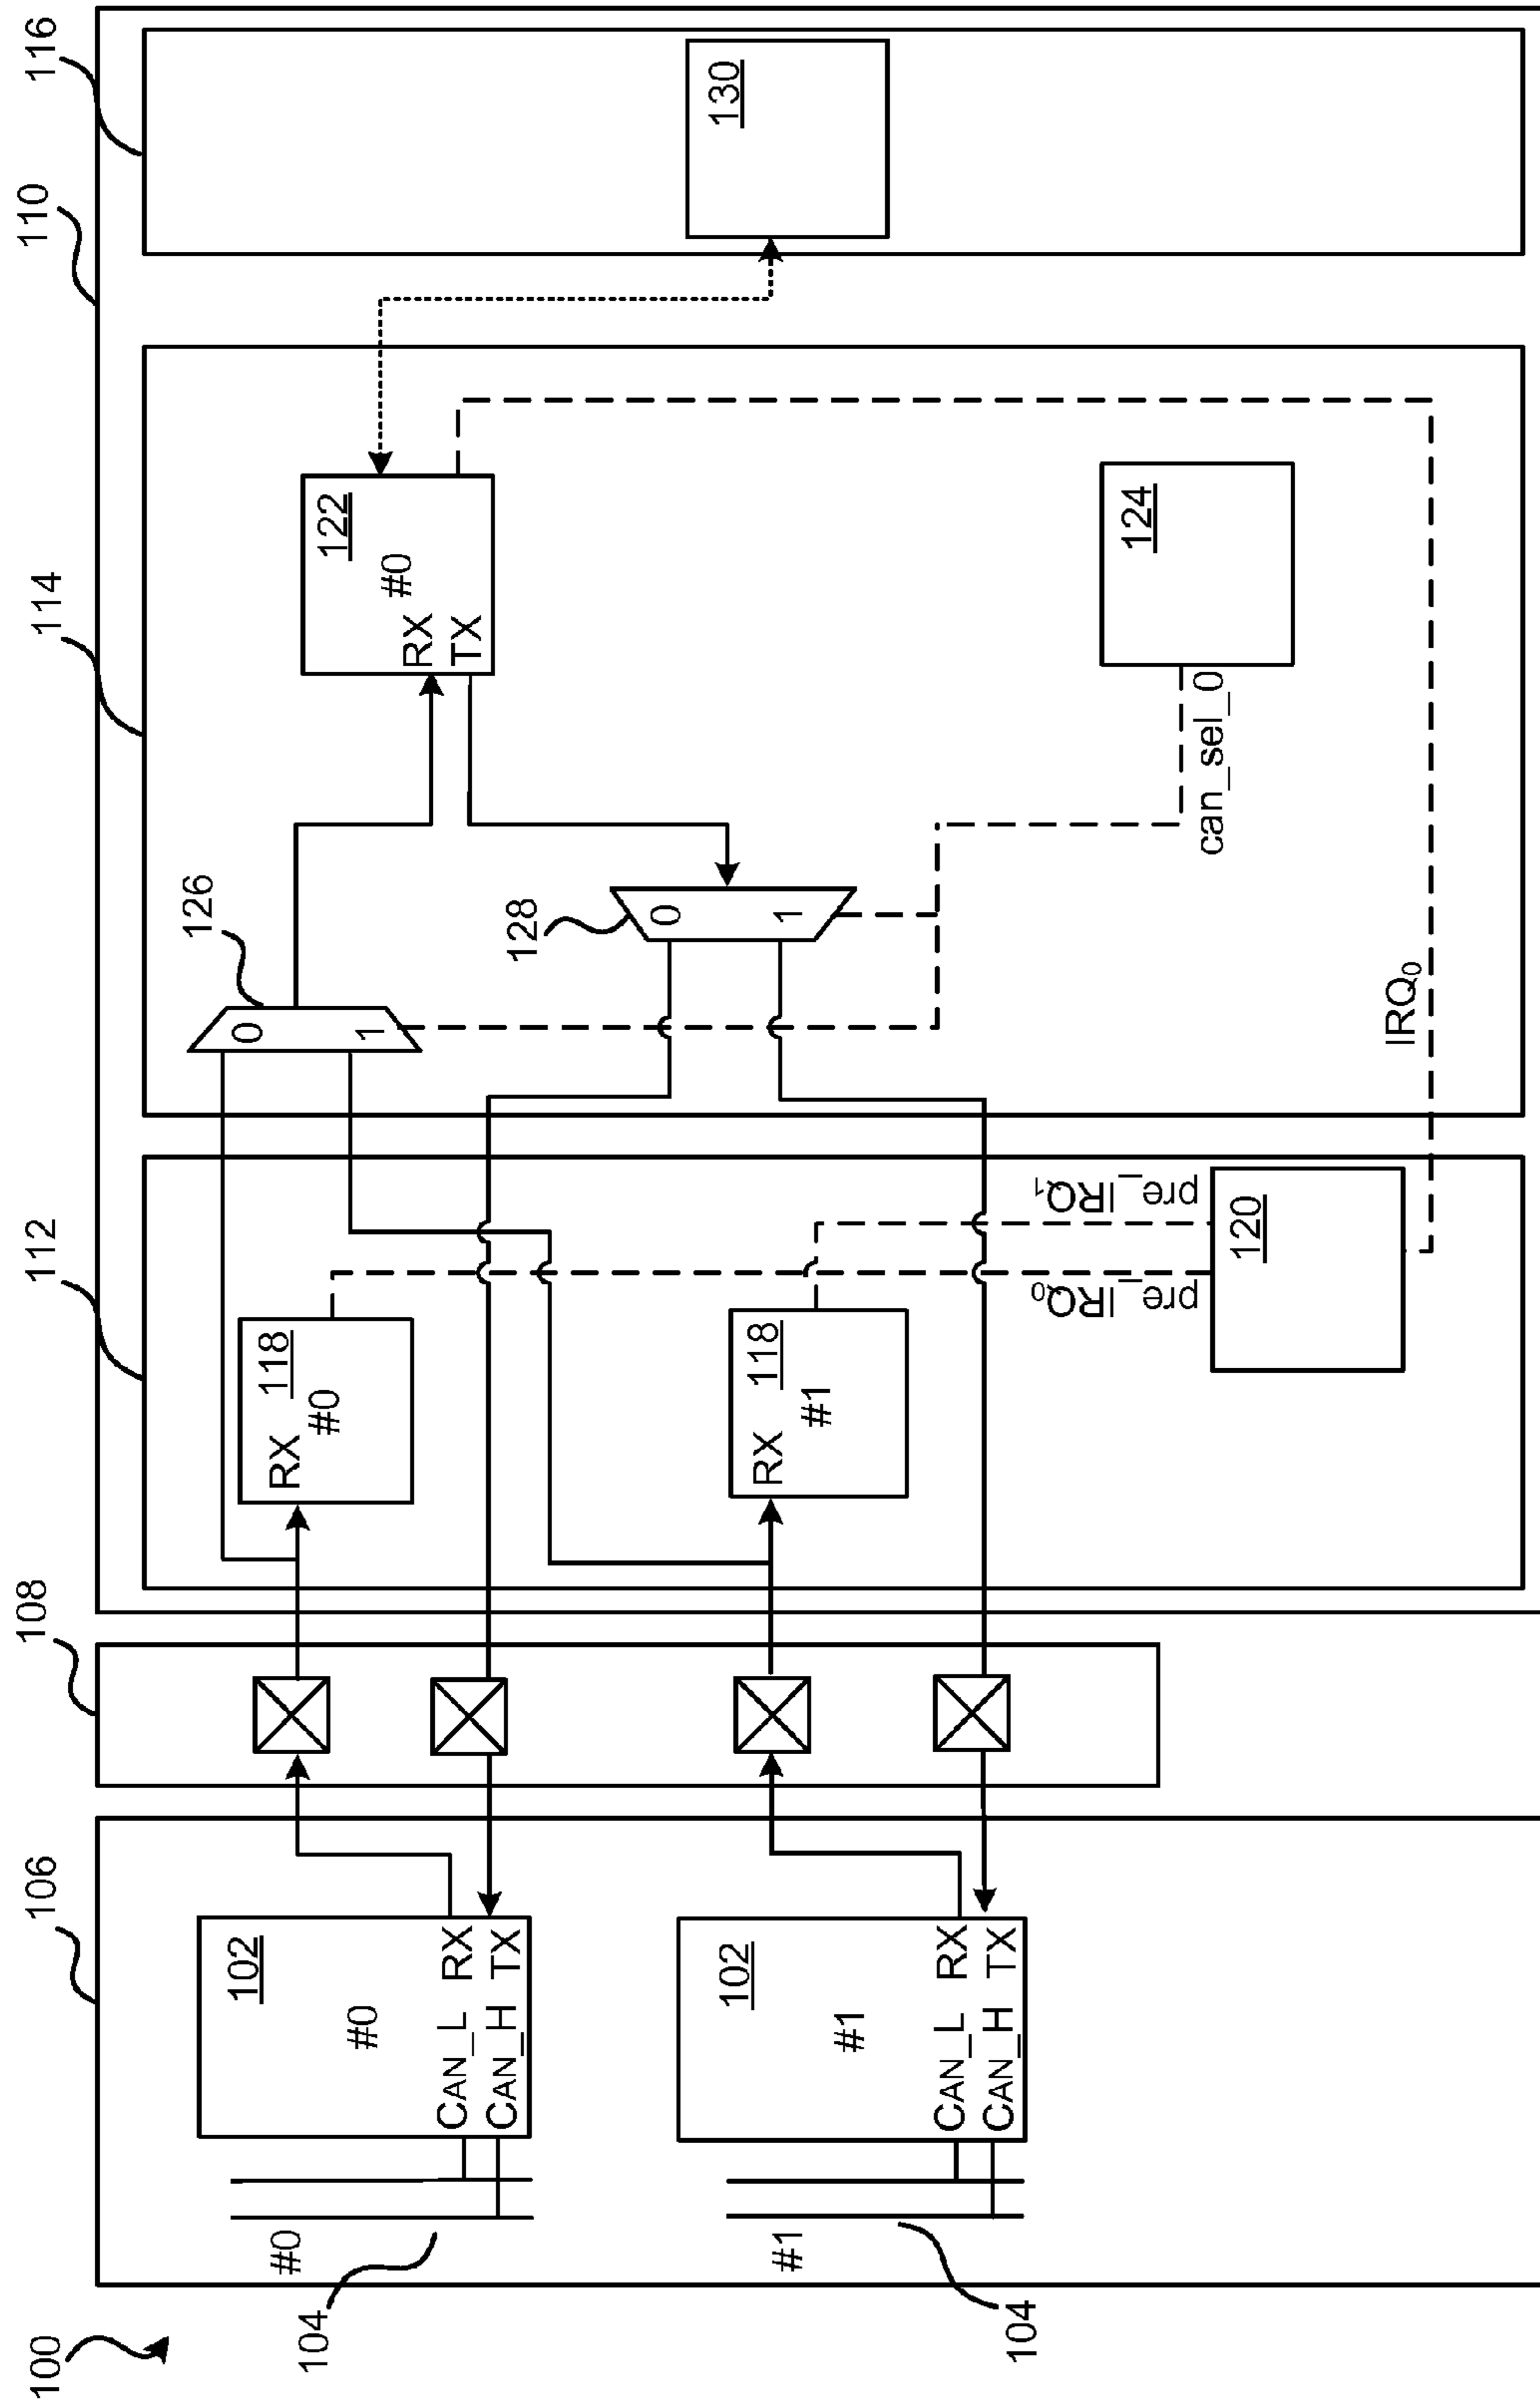 100
106
108
112
114
110
116
#0
104
102
#0
CAN_L RX
CAN_H TX
#1
104
102
#1
CAN_L RX
CAN_H TX
118
RX
#0
118
RX
#1
pre_IRQ₀
pre_IRQ₁
120
126
0
1
128
0
1
122
#0
RX
TX
124
can_sel_0
IRQ₀
130